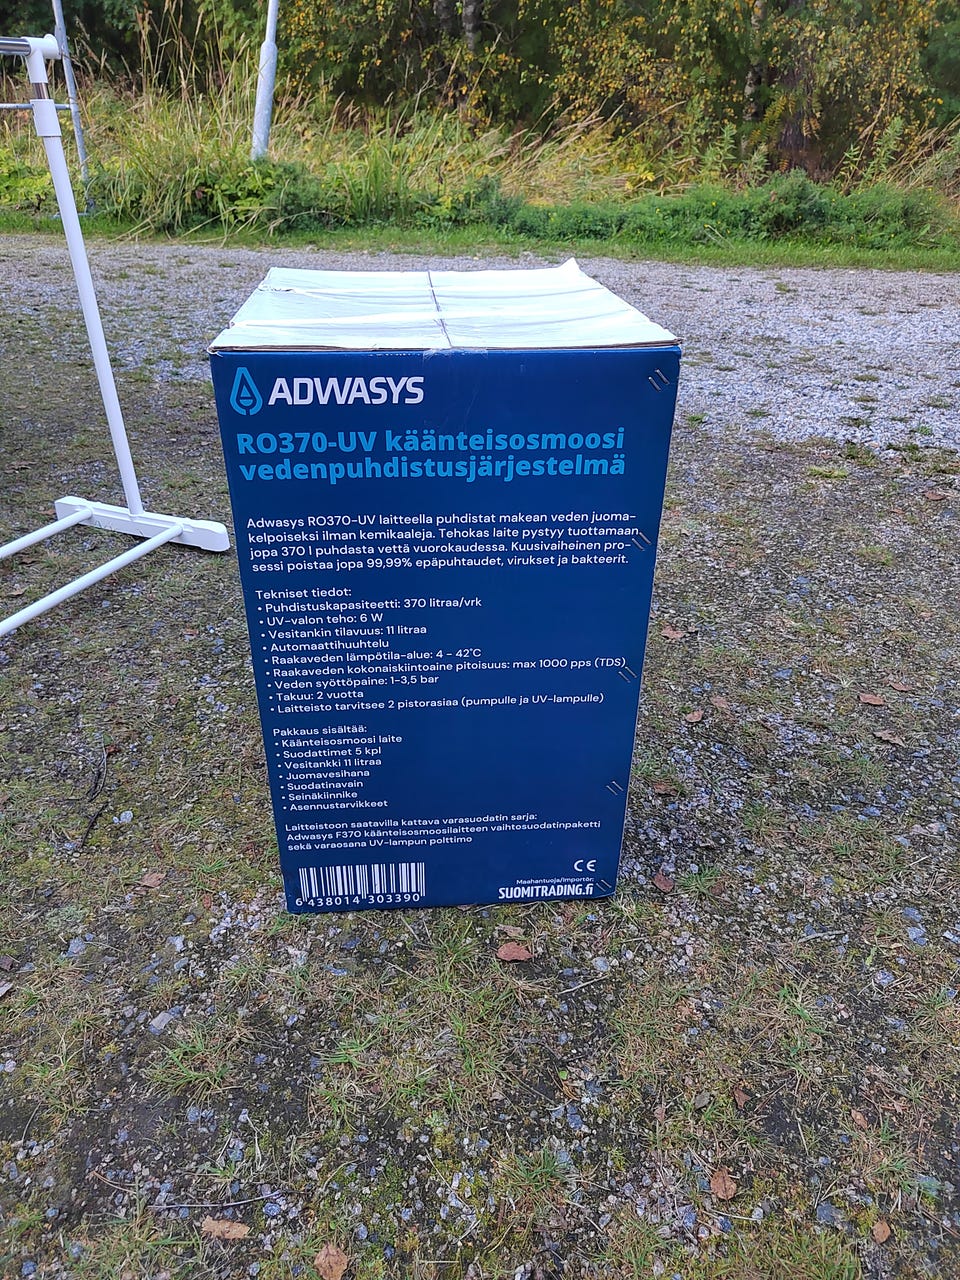 ADWASYS
RO370-UV käänteisosmoosi
vedenpuhdistusjärjestelmä
Adwasys RO370-UV laitteella puhdistat makean veden juoma-
kelpoiseksi ilman kemikaaleja. Tehokas laite pystyy tuottamaan
jopa 370 l puhdasta vettä vuorokaudessa. Kuusivaiheinen pro-
sessi poistaa jopa 99,99% epäpuhtaudet, virukset ja bakteerit.
Tekniset tiedot:
• Puhdistuskapasiteetti: 370 litraa/vrk
• UV-valon teho: 6 W
• Vesitankin tilavuus: 11 litraa
• Automaattihuuhtelu
• Raakaveden lämpötila-alue: 4 - 42°C
• Raakaveden kokonaiskiintoaine pitoisuus: max 1000 pps (TDS)
• Veden syöttöpaine: 1-3,5 bar
• Takuu: 2 vuotta
• Laitteisto tarvitsee 2 pistorasiaa (pumpulle ja UV-lampulle)
Pakkaus sisältää:
• Käänteisosmoosi laite
• Suodattimet 5 kpl
• Vesitankki 11 litraa
• Juomavesihana
• Suodatinavain
• Seinäkiinnike
• Asennustarvikkeet
Laitteistoon saatavilla kattava varasuodatin sarja:
Adwasys F370 käänteisosmoosilaitteen vaihtosuodatinpaketti
sekä varaosana UV-lampun polttimo
CE
Maahantuoja/Importör:
SUOMITRADING.fi
6 438014 303390